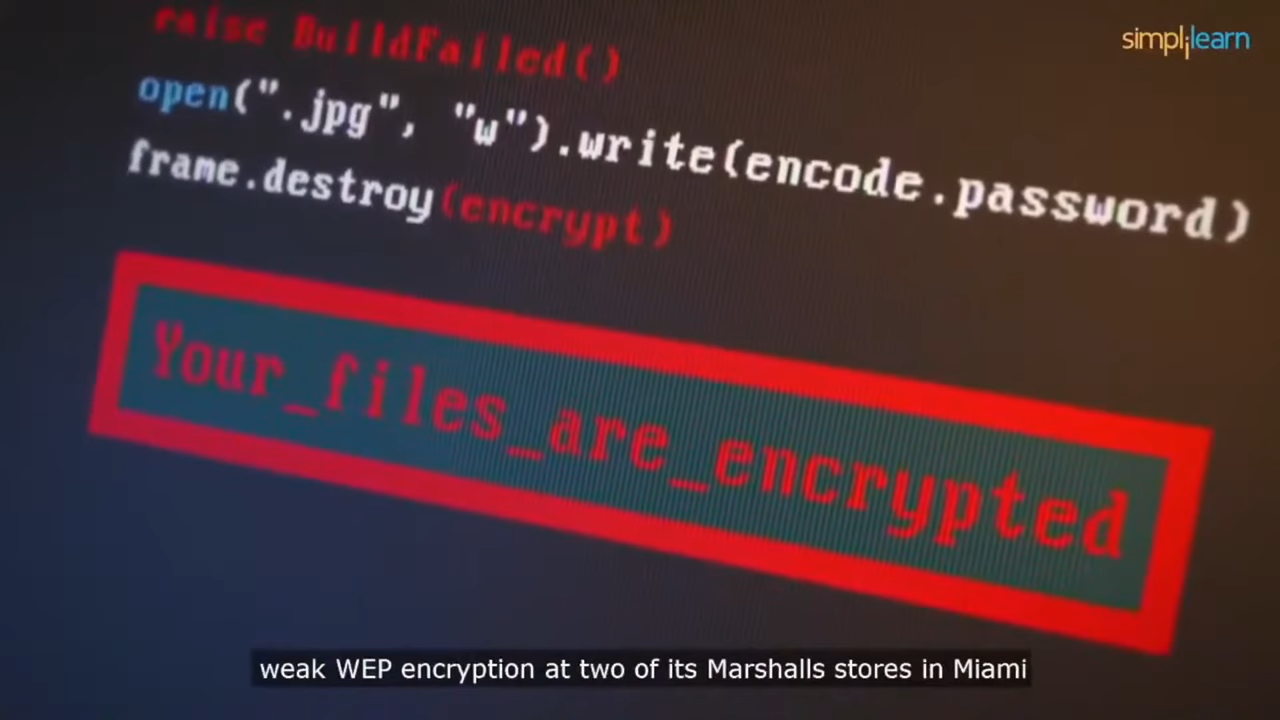 simplilearn
raise BuildFailed()
open(".jpg", "w").write(encode.password)
frame.destroy(encrypt)
Your_files_are_encrypted
weak WEP encryption at two of its Marshalls stores in Miami